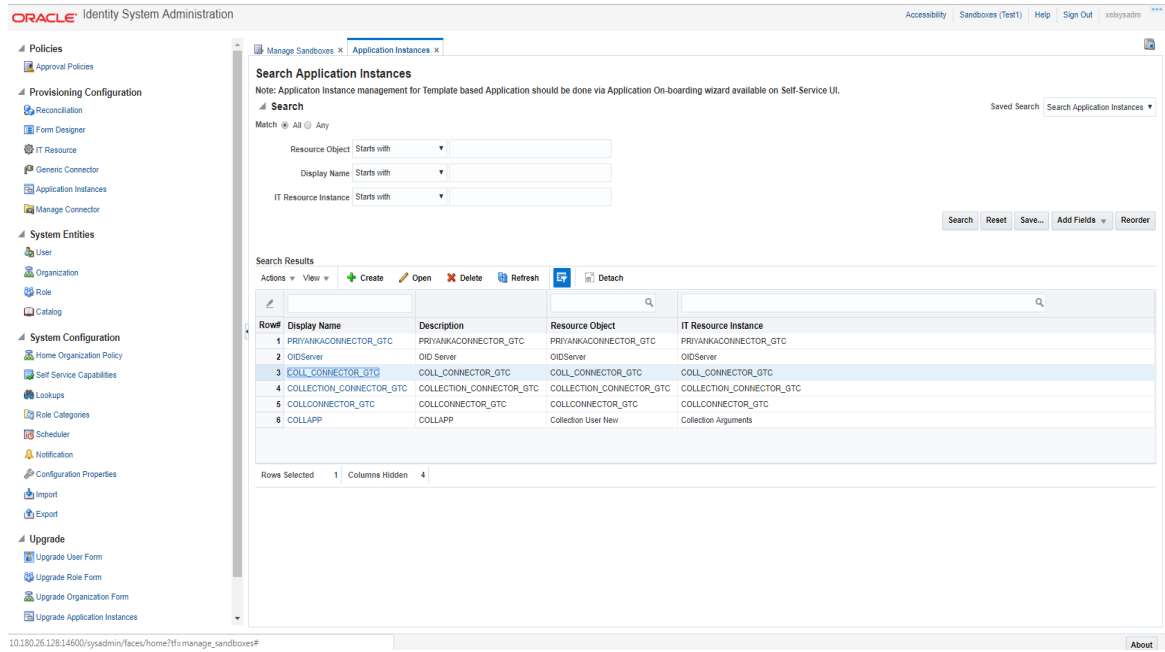 ORACLE Identity System Administration
Accessibility Sandboxes (Test1) Help Sign Out xelsysadm
Policies
Approval Policies
Provisioning Configuration
Reconciliation
Form Designer
IT Resource
Generic Connector
Application Instances
Manage Connector
System Entities
User
Organization
Role
Catalog
System Configuration
Home Organization Policy
Self Service Capabilities
Lookups
Role Categories
Scheduler
Notification
Configuration Properties
Import
Export
Upgrade
Upgrade User Form
Upgrade Role Form
Upgrade Organization Form
Upgrade Application Instances
Manage Sandboxes × Application Instances ×
Search Application Instances
Note: Applicaton Instance management for Template based Application should be done via Application On-boarding wizard available on Self-Service UI.
Search
Saved Search Search Application Instances
Match All Any
Resource Object Starts with
Display Name Starts with
IT Resource Instance Starts with
Search Reset Save... Add Fields Reorder
Search Results
Actions View Create Open Delete Refresh Detach
Row# Display Name Description Resource Object IT Resource Instance
1 PRIYANKACONNECTOR_GTC PRIYANKACONNECTOR_GTC PRIYANKACONNECTOR_GTC PRIYANKACONNECTOR_GTC
2 OIDServer OID Server OIDServer OIDServer
3 COLL_CONNECTOR_GTC COLL_CONNECTOR_GTC COLL_CONNECTOR_GTC COLL_CONNECTOR_GTC
4 COLLECTION_CONNECTOR_GTC COLLECTION_CONNECTOR_GTC COLLECTION_CONNECTOR_GTC COLLECTION_CONNECTOR_GTC
5 COLLCONNECTOR_GTC COLLCONNECTOR_GTC COLLCONNECTOR_GTC COLLCONNECTOR_GTC
6 COLLAPP COLLAPP Collection User New Collection Arguments
Rows Selected 1 Columns Hidden 4
10.180.26.128:14600/sysadmin/faces/home?tf=manage_sandboxes#
About